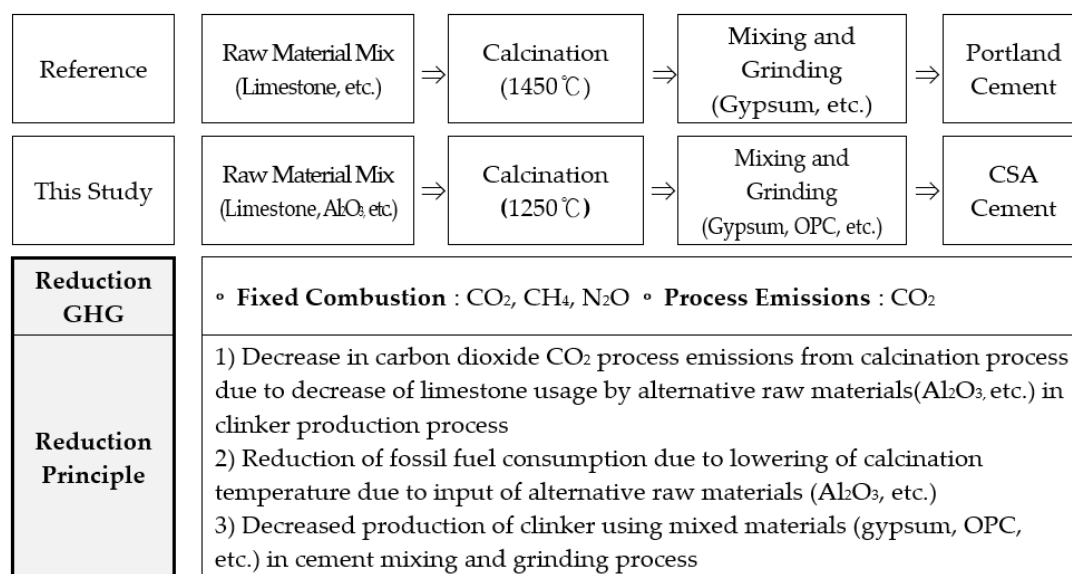 Reference
Raw Material Mix
(Limestone, etc.)
⇒
Calcination
(1450℃)
⇒
Mixing and
Grinding
(Gypsum, etc.)
⇒
Portland
Cement
This Study
Raw Material Mix
(Limestone, Al₂O₃, etc.)
⇒
Calcination
(1250℃)
⇒
Mixing and
Grinding
(Gypsum, OPC, etc.)
⇒
CSA
Cement
Reduction
GHG
∘ Fixed Combustion : CO₂, CH₄, N₂O ∘ Process Emissions : CO₂
Reduction
Principle
1) Decrease in carbon dioxide CO₂ process emissions from calcination process
due to decrease of limestone usage by alternative raw materials(Al₂O₃, etc.) in
clinker production process
2) Reduction of fossil fuel consumption due to lowering of calcination
temperature due to input of alternative raw materials (Al₂O₃, etc.)
3) Decreased production of clinker using mixed materials (gypsum, OPC,
etc.) in cement mixing and grinding process